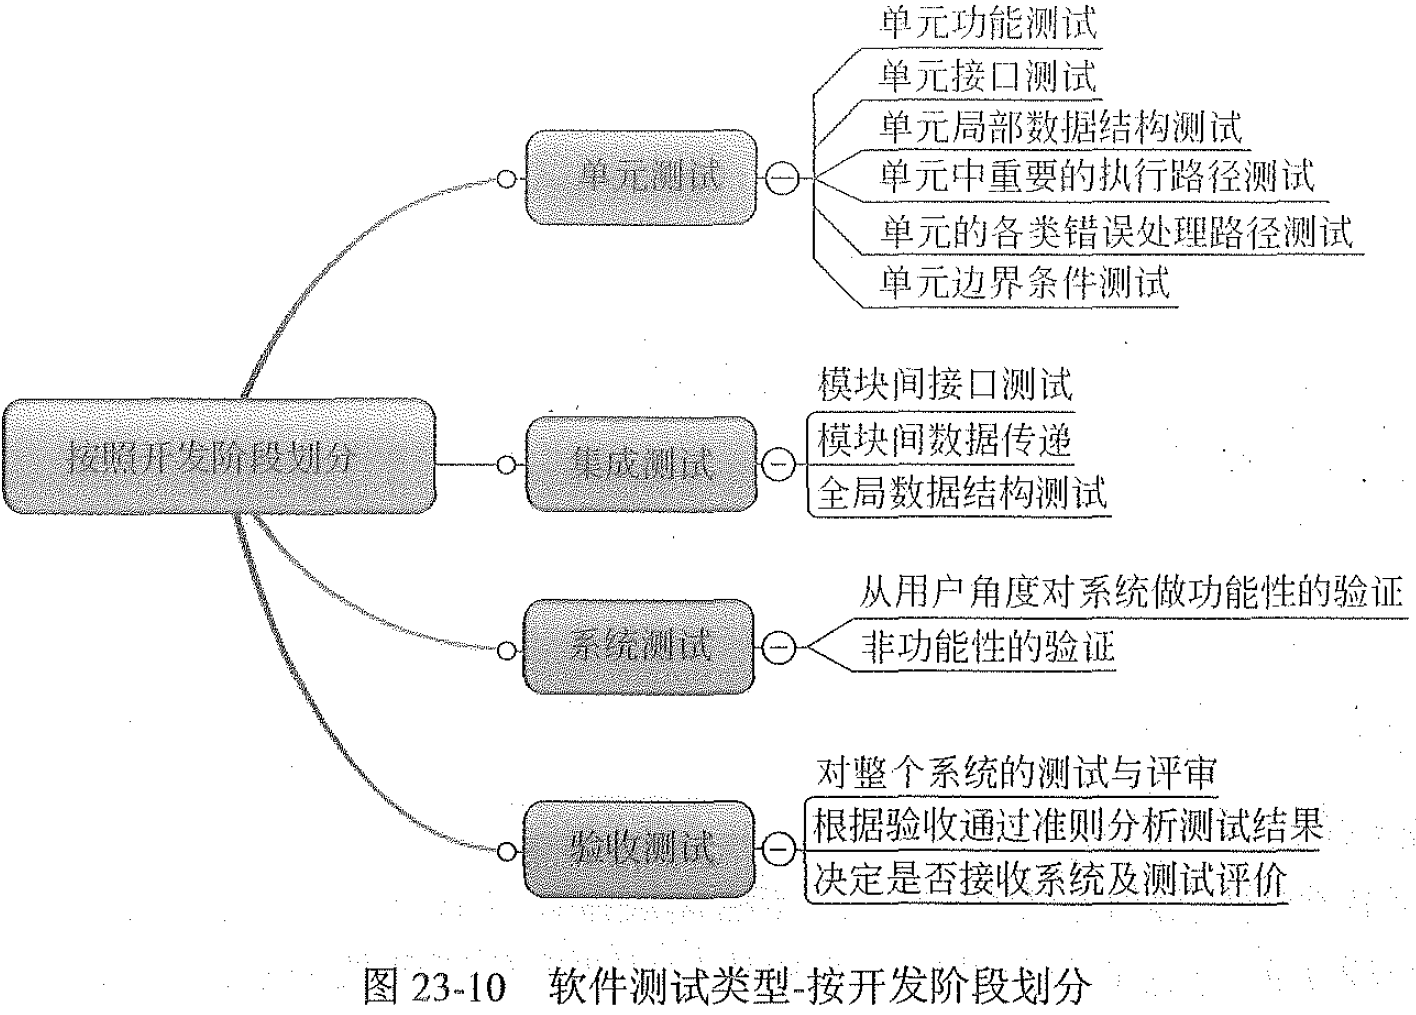 单元功能测试
单元接口测试
单元局部数据结构测试
单元测试
单元中重要的执行路径测试
单元的各类错误处理路径测试
单元边界条件测试
模块间接口测试
按照开发阶段划分
集成测试
模块间数据传递
全局数据结构测试
从用户角度对系统做功能性的验证
系统测试
非功能性的验证
对整个系统的测试与评审
验收测试
根据验收通过准则分析测试结果
决定是否接收系统及测试评价
图 23-10 软件测试类型-按开发阶段划分